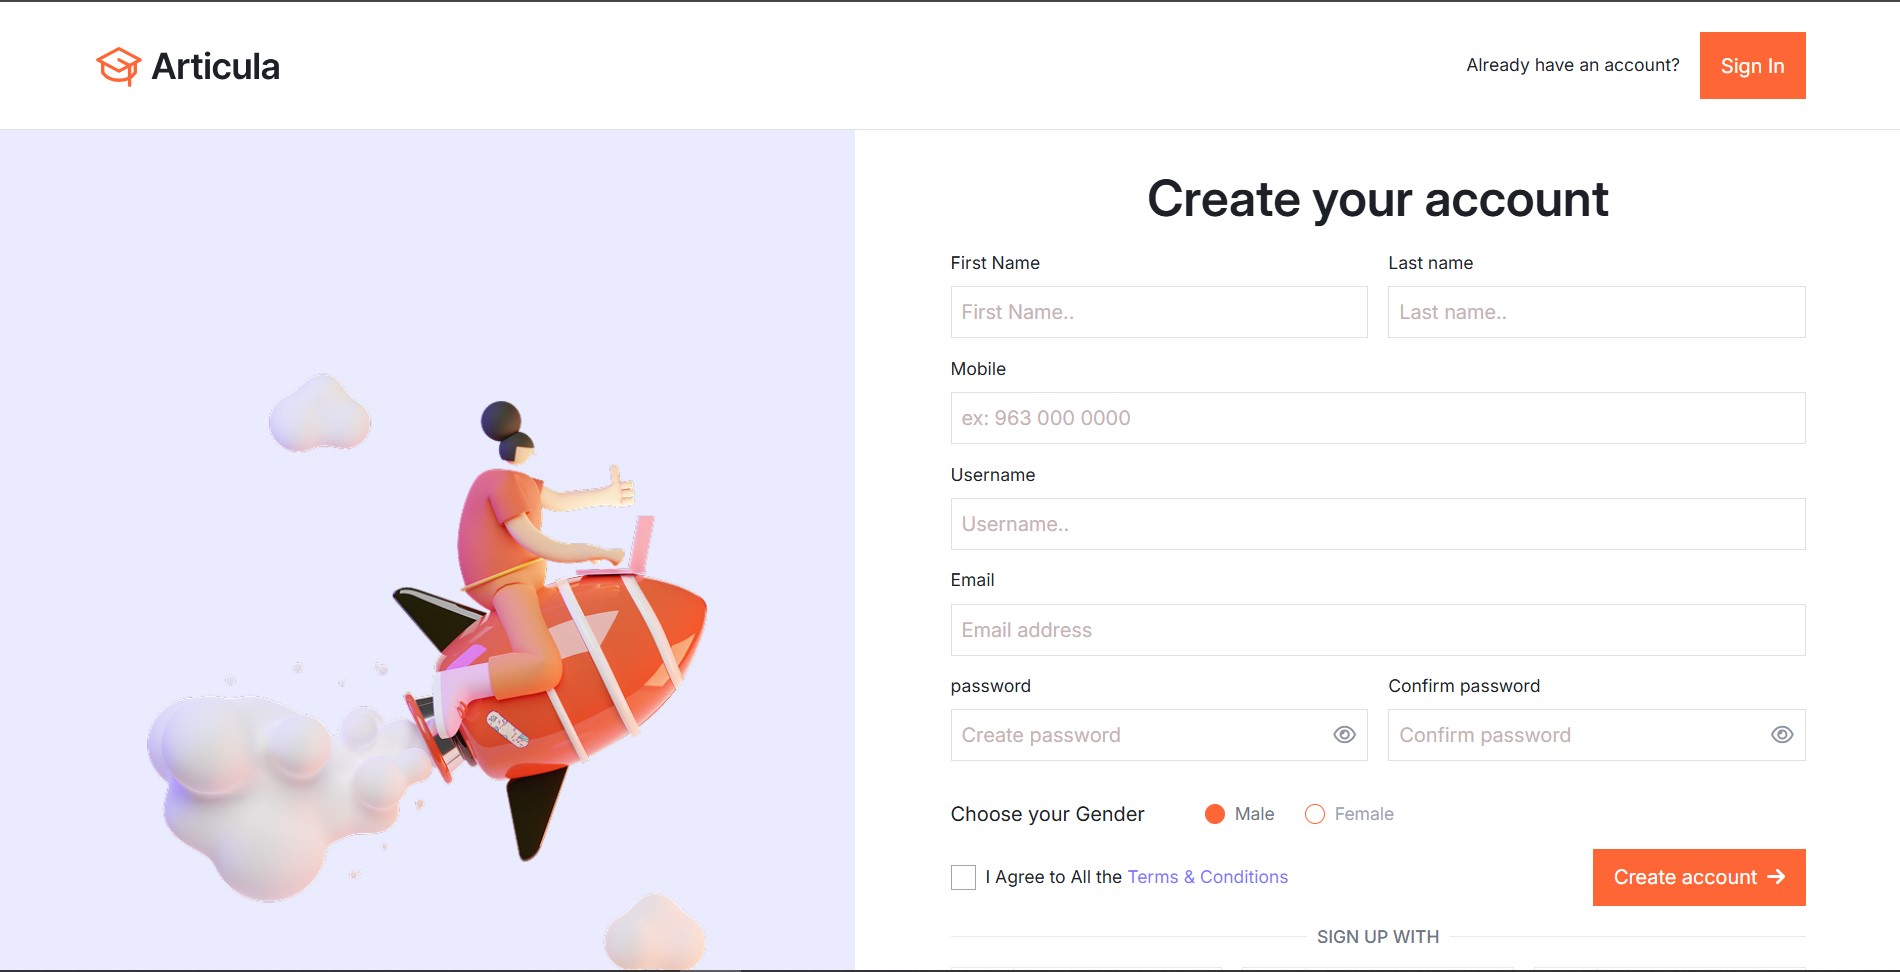 Articula
Already have an account?
Sign In
Create your account
First Name
Last name
First Name..
Last name..
Mobile
ex: 963 000 0000
Username
Username..
Email
Email address
password
Confirm password
Create password
Confirm password
Choose your Gender
Male
Female
I Agree to All the Terms & Conditions
Create account
SIGN UP WITH